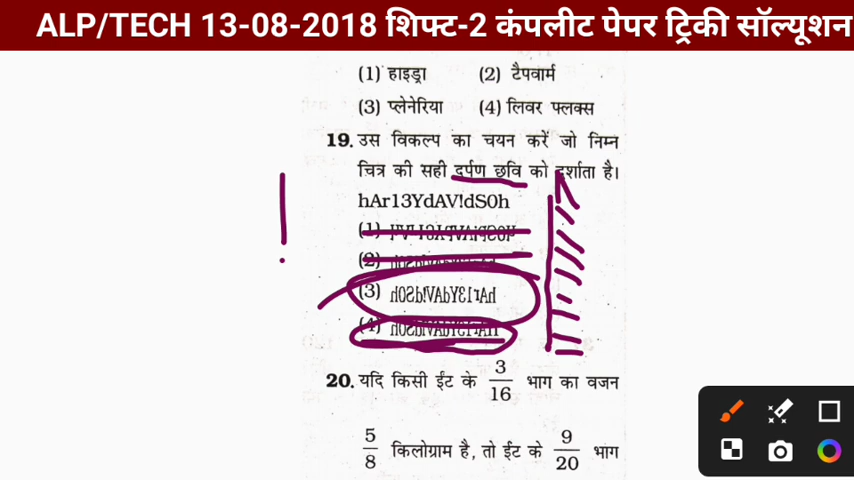 ALP/TECH 13-08-2018 शिफ्ट-2 कंपलीट पेपर ट्रिकी सॉल्यूशन
(1) हाइड्रा (2) टैपवार्म
(3) प्लेनेरिया (4) लिवर फ्लक्स
19. उस विकल्प का चयन करें जो निम्न
चित्र की सही दर्पण छवि को दर्शाता है।
hAr13YdAV!dS0h
(1)
(2)
(3)
(4)
20. यदि किसी ईंट के 3/16 भाग का वजन
5/8 किलोग्राम है, तो ईंट के 9/20 भाग